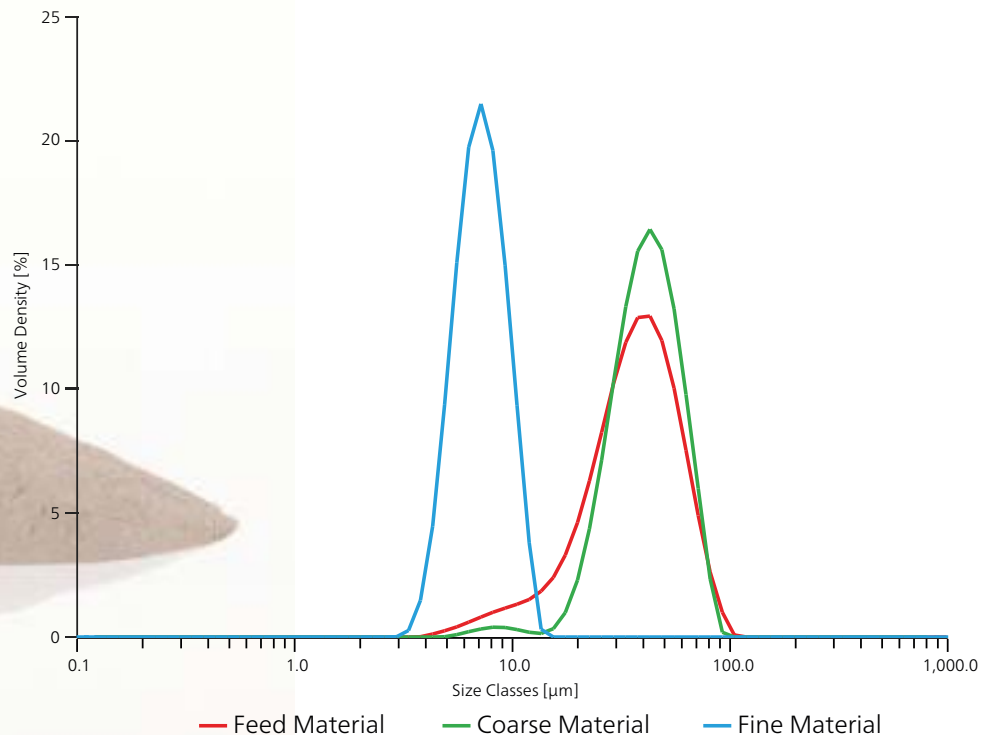 25
20
15
10
5
0
Volume Density [%]
0.1 1.0 10.0 100.0 1,000.0
Size Classes [µm]
Feed Material Coarse Material Fine Material